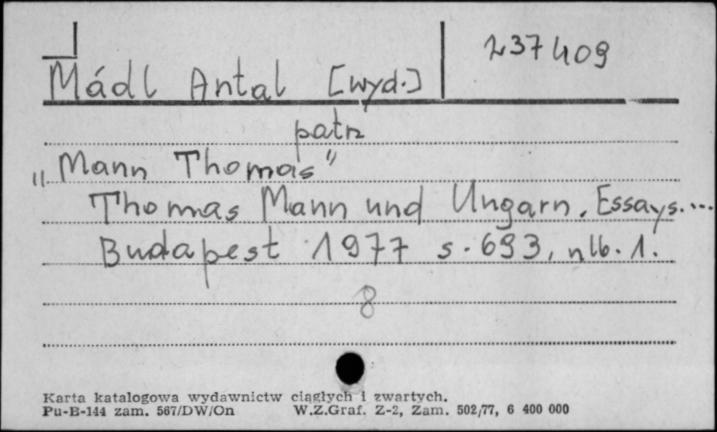 237409
Mádl Antal [wyd.]
patrz
„Mann Thomas”
Thomas Mann und Ungarn. Essays....
Budapest 1977 s. 693, nlb. 1.
8
Karta katalogowa wydawnictw ciągłych i zwartych.
Pu-B-144 zam. 567/DW/On W.Z.Graf. Z-2, Zam. 502/77, 6 400 000